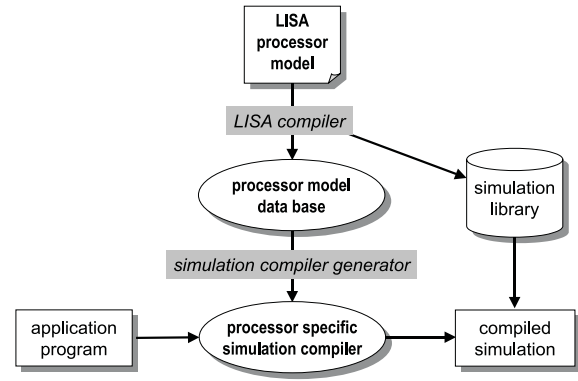 LISA
processor
model
LISA compiler
processor model
data base
simulation
library
simulation compiler generator
application
program
processor specific
simulation compiler
compiled
simulation